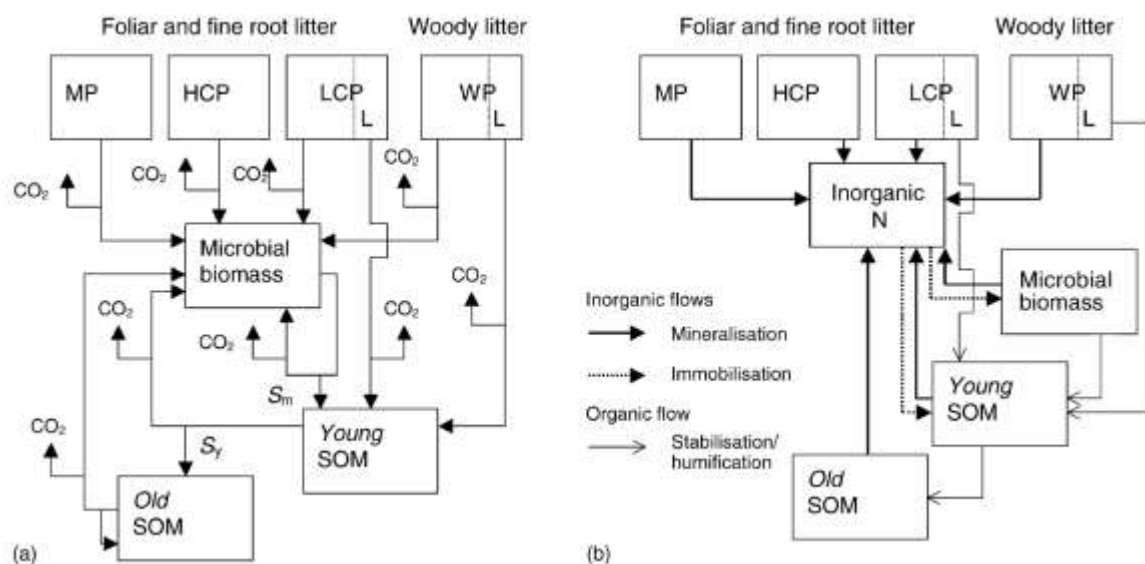 Foliar and fine root litter
Woody litter
MP
HCP
LCP
L
WP
L
CO2
CO2
CO2
CO2
Microbial
biomass
CO2
CO2
CO2
CO2
Sm
Young
SOM
CO2
Sy
Old
SOM
(a)
Foliar and fine root litter
Woody litter
MP
HCP
LCP
L
WP
L
Inorganic
N
Microbial
biomass
Inorganic flows
Mineralisation
Immobilisation
Organic flow
Stabilisation/
humification
Young
SOM
Old
SOM
(b)